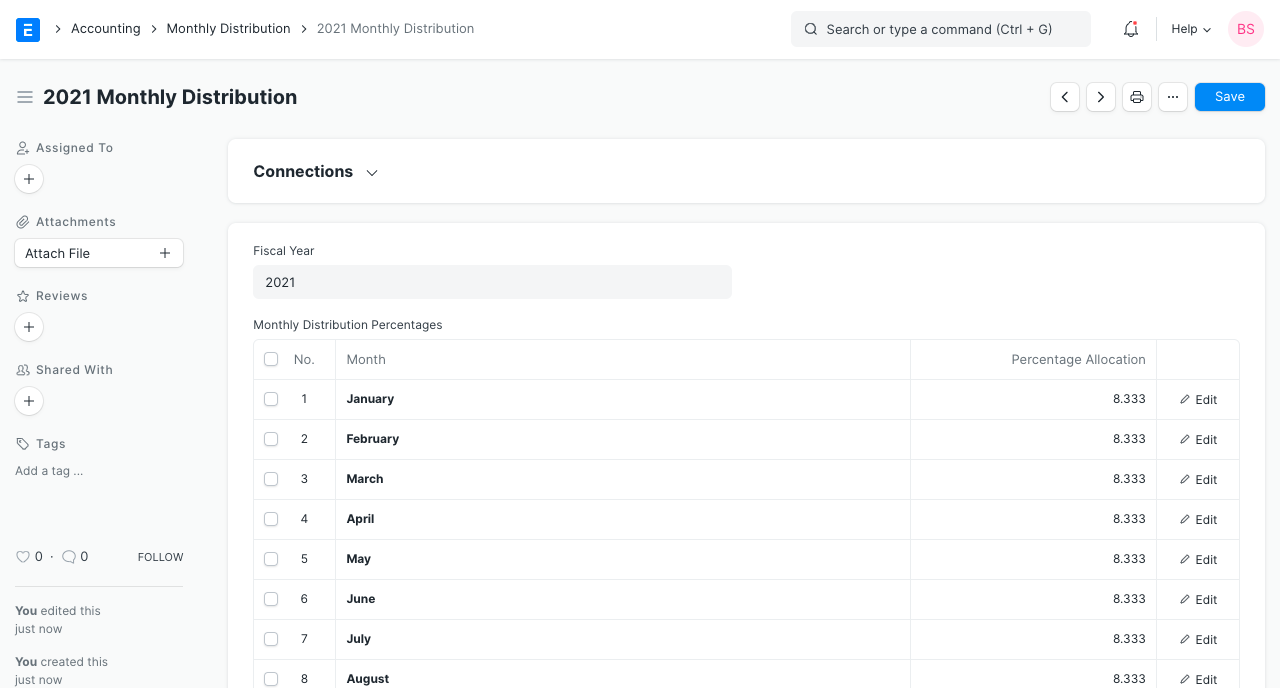 E
Accounting
Monthly Distribution
2021 Monthly Distribution
Search or type a command (Ctrl + G)
Help
BS
2021 Monthly Distribution
Save
Assigned To
Attachments
Attach File
Reviews
Shared With
Tags
Add a tag ...
0 · 0 FOLLOW
You edited this
just now
You created this
just now
Connections
Fiscal Year
2021
Monthly Distribution Percentages
No. Month Percentage Allocation
1 January 8.333 Edit
2 February 8.333 Edit
3 March 8.333 Edit
4 April 8.333 Edit
5 May 8.333 Edit
6 June 8.333 Edit
7 July 8.333 Edit
8 August 8.333 Edit